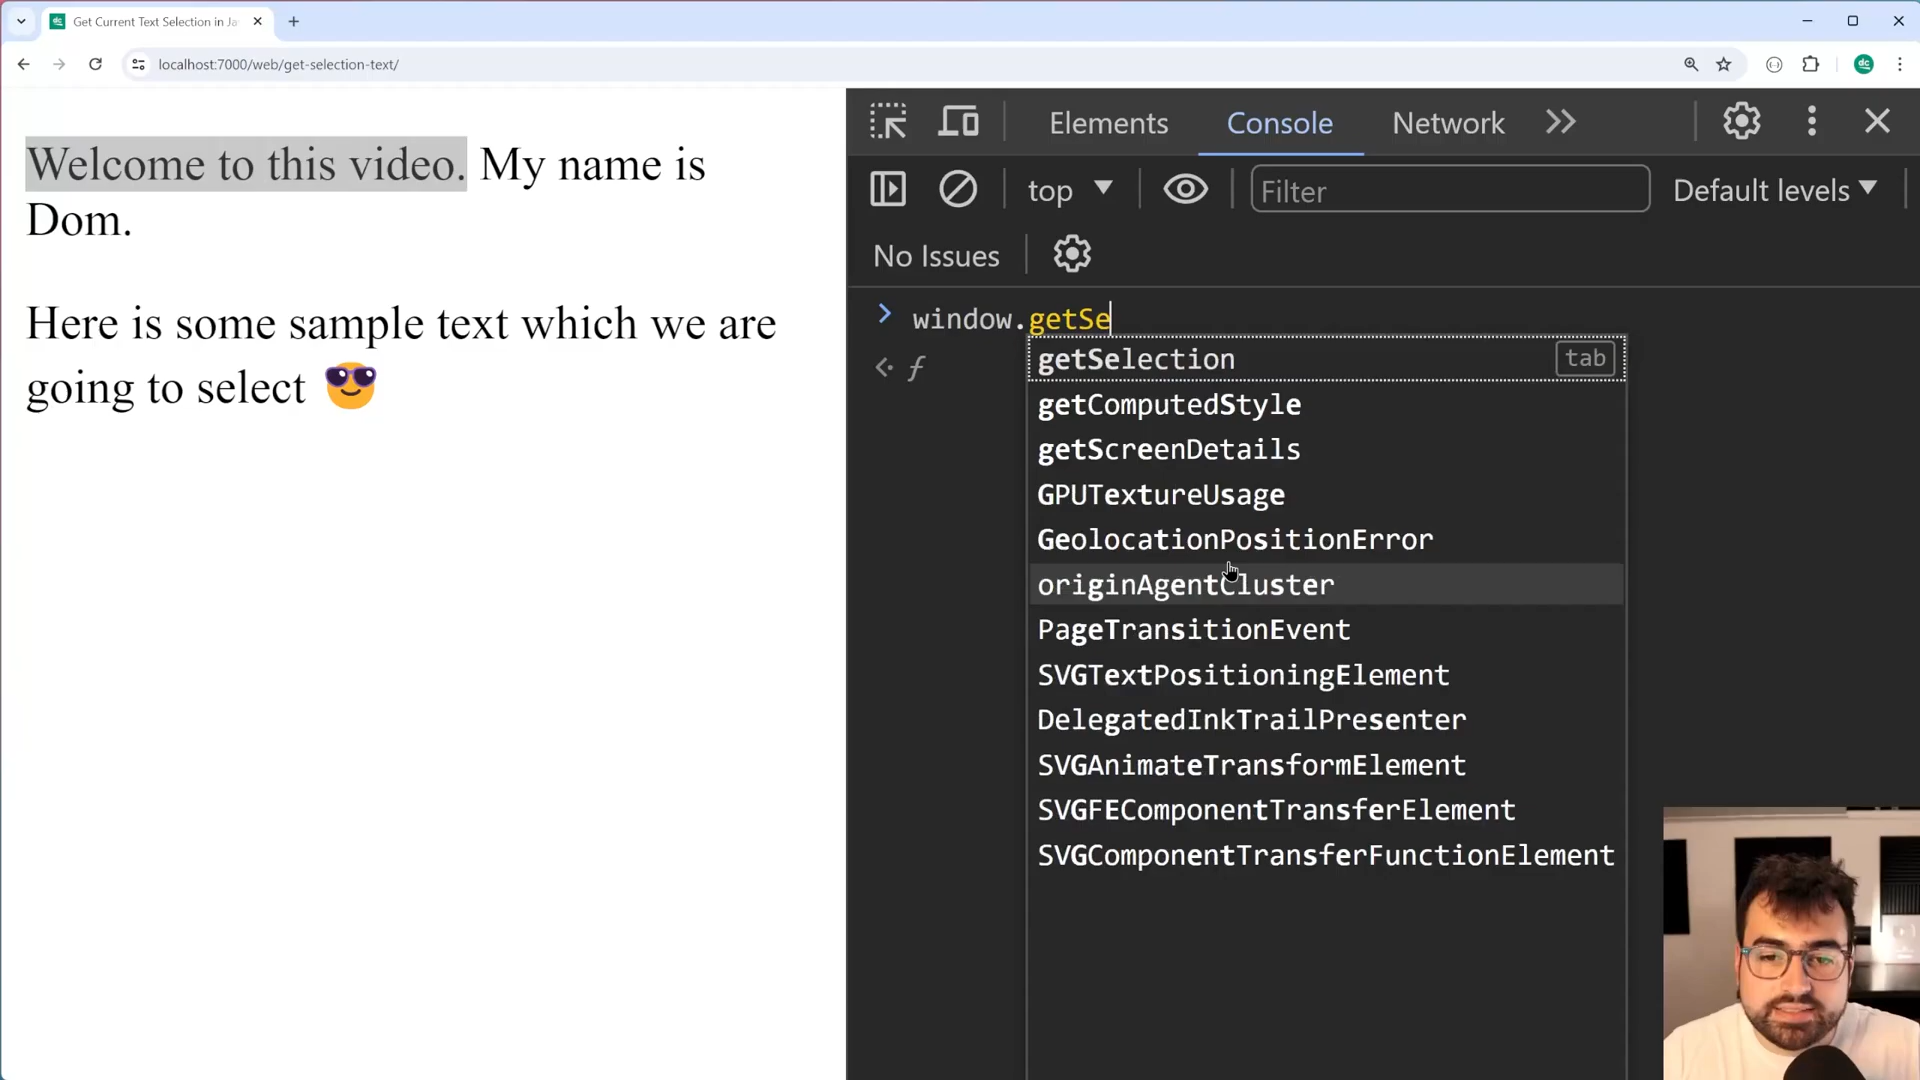 Get Current Text Selection in Ja
localhost:7000/web/get-selection-text/
Welcome to this video. My name is
Dom.
Here is some sample text which we are
going to select 😎
Elements Console Network
top Filter Default levels
No Issues
window.getSe
ƒ
getSelection tab
getComputedStyle
getScreenDetails
GPUTextureUsage
GeolocationPositionError
originAgentCluster
PageTransitionEvent
SVGTextPositioningElement
DelegatedInkTrailPresenter
SVGAnimateTransformElement
SVGFEComponentTransferElement
SVGComponentTransferFunctionElement